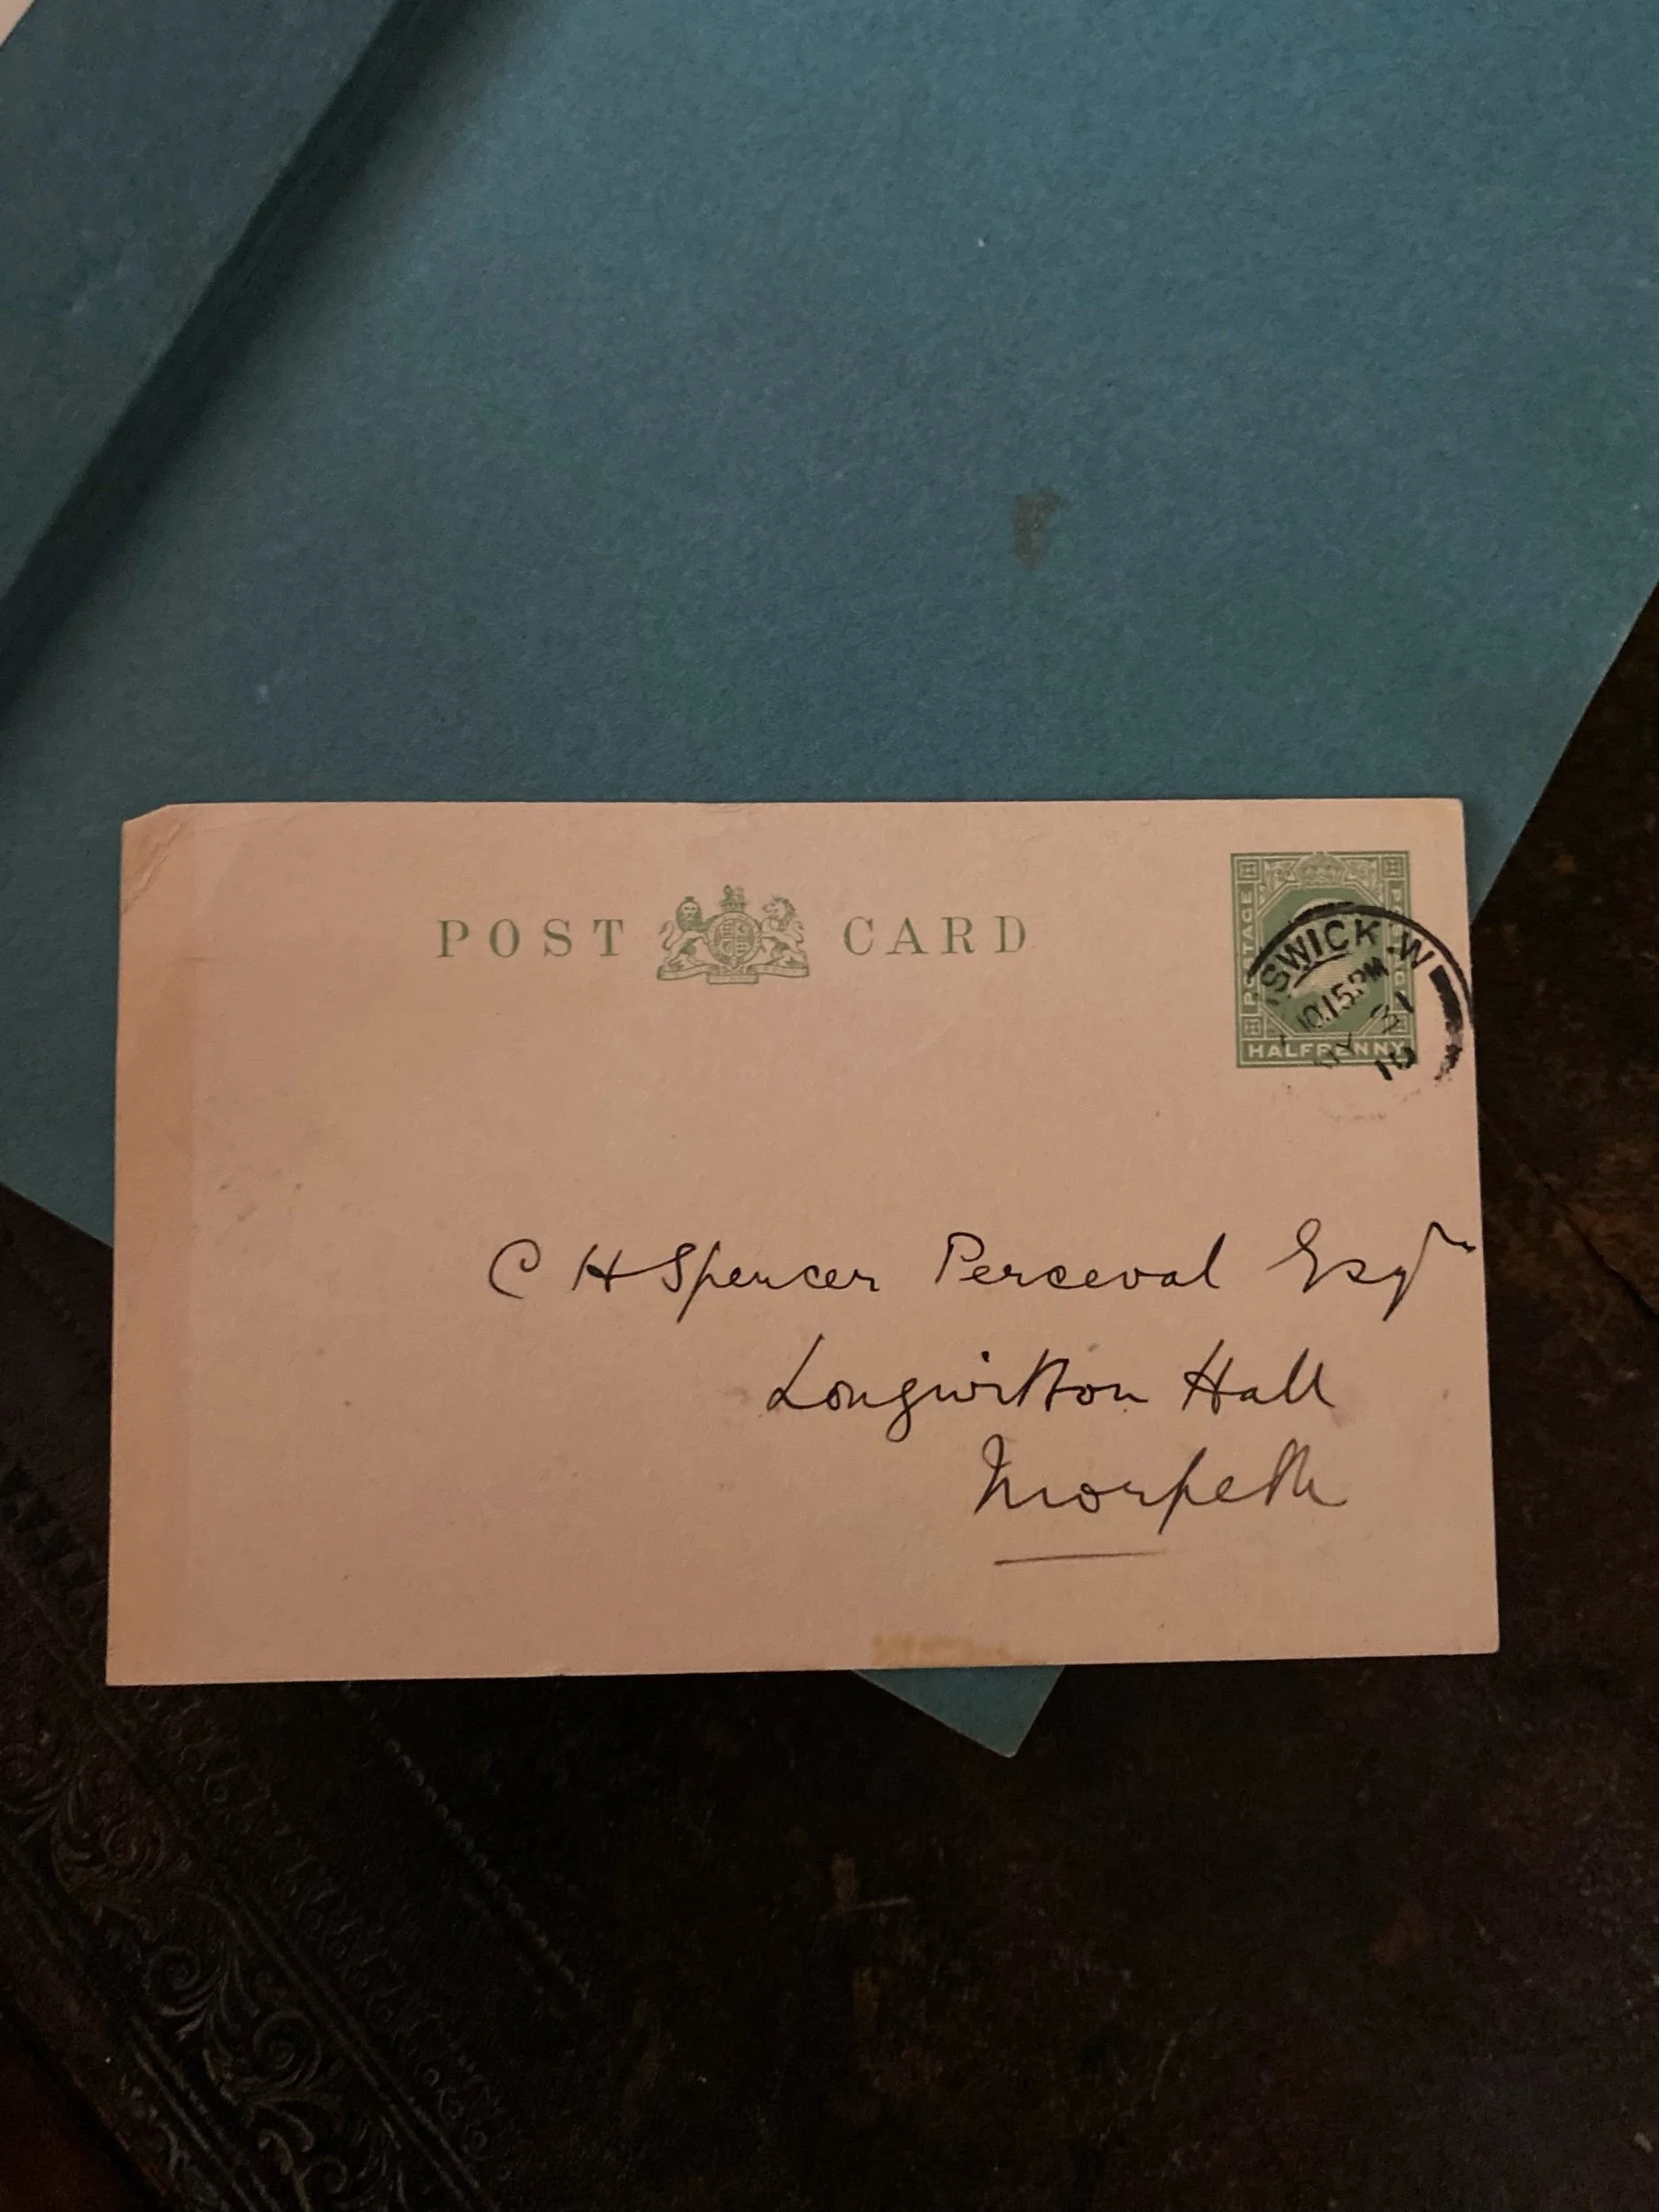 POST CARD
POSTAGE
HALFPENNY
SWICK.W
10.15PM
C H Spencer Perceval Esqr
Longwitton Hall
Morpeth